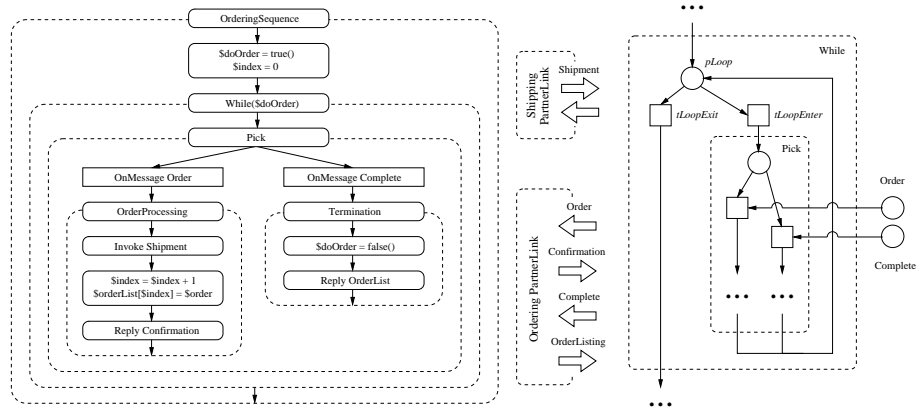 OrderingSequence
$doOrder = true()
$index = 0
While($doOrder)
Pick
OnMessage Order
OnMessage Complete
OrderProcessing
Termination
Invoke Shipment
$doOrder = false()
$index = $index + 1
$orderList[$index] = $order
Reply OrderList
Reply Confirmation
Shipping
PartnerLink
Shipment
Ordering PartnerLink
Order
Confirmation
Complete
OrderListing
•••
While
pLoop
tLoopExit
tLoopEnter
Pick
Order
Complete
•••
•••
•••